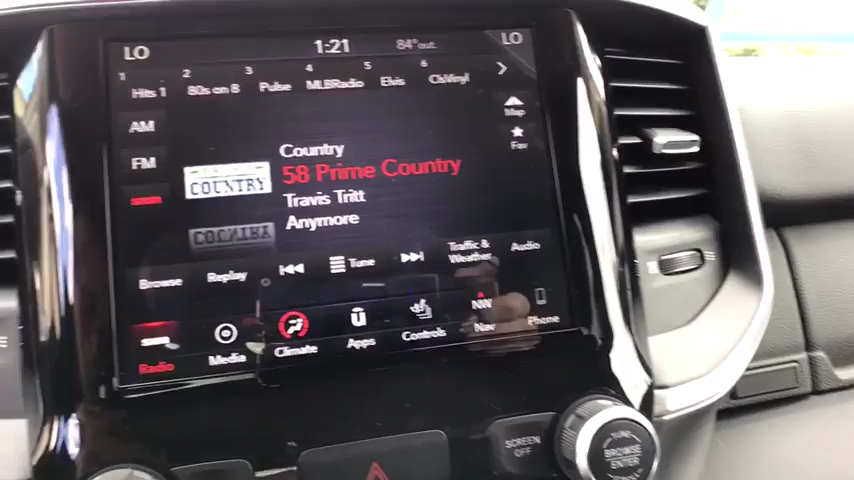 LO 1:21 84° out. LO
1 2 3 4 5 6
Hits 1 80s on 8 Pulse MLBRadio Elvis ClsVinyl
AM
FM
Map
Fav
COUNTRY
Country
58 Prime Country
Travis Tritt
Anymore
Browse Replay Tune Traffic & Weather Audio
NW
Radio Media Climate Apps Controls Nav Phone
SCREEN OFF
TUNE
BROWSE
ENTER